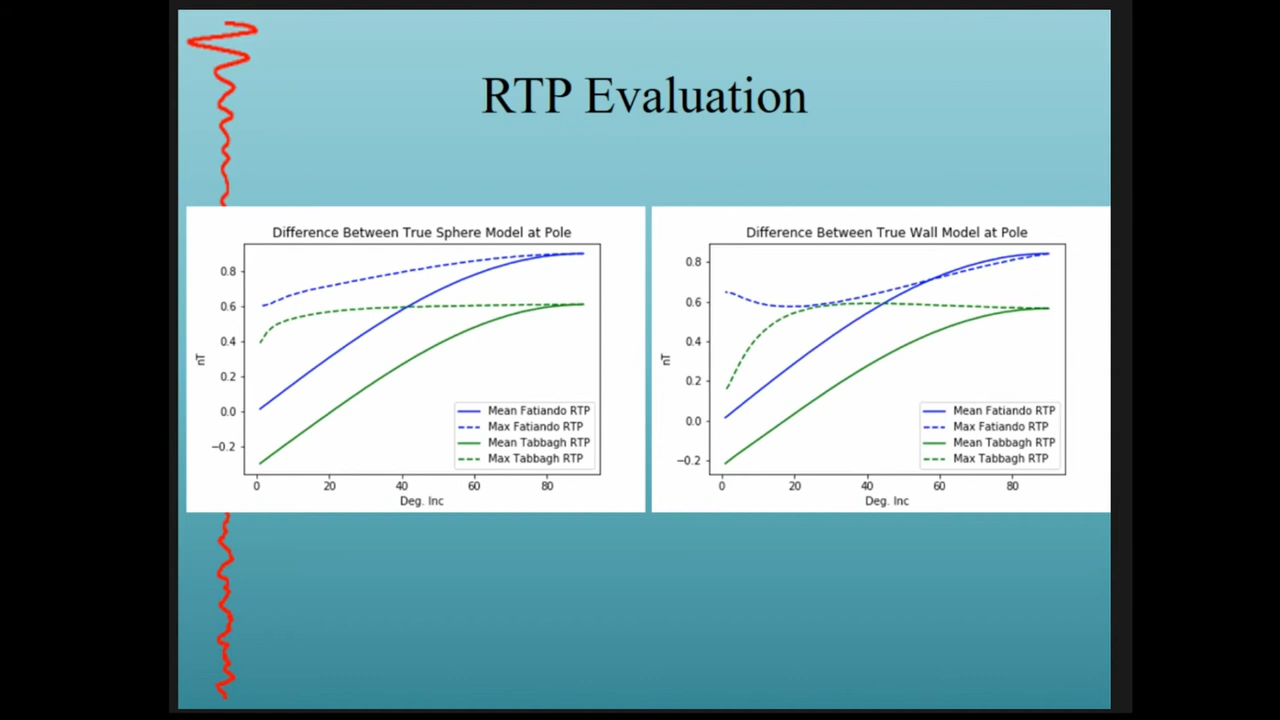 RTP Evaluation
Difference Between True Sphere Model at Pole
0.8
0.6
0.4
0.2
0.0
−0.2
nT
0 20 40 60 80
Deg. Inc
Mean Fatiando RTP
Max Fatiando RTP
Mean Tabbagh RTP
Max Tabbagh RTP
Difference Between True Wall Model at Pole
0.8
0.6
0.4
0.2
0.0
−0.2
nT
0 20 40 60 80
Deg. Inc
Mean Fatiando RTP
Max Fatiando RTP
Mean Tabbagh RTP
Max Tabbagh RTP